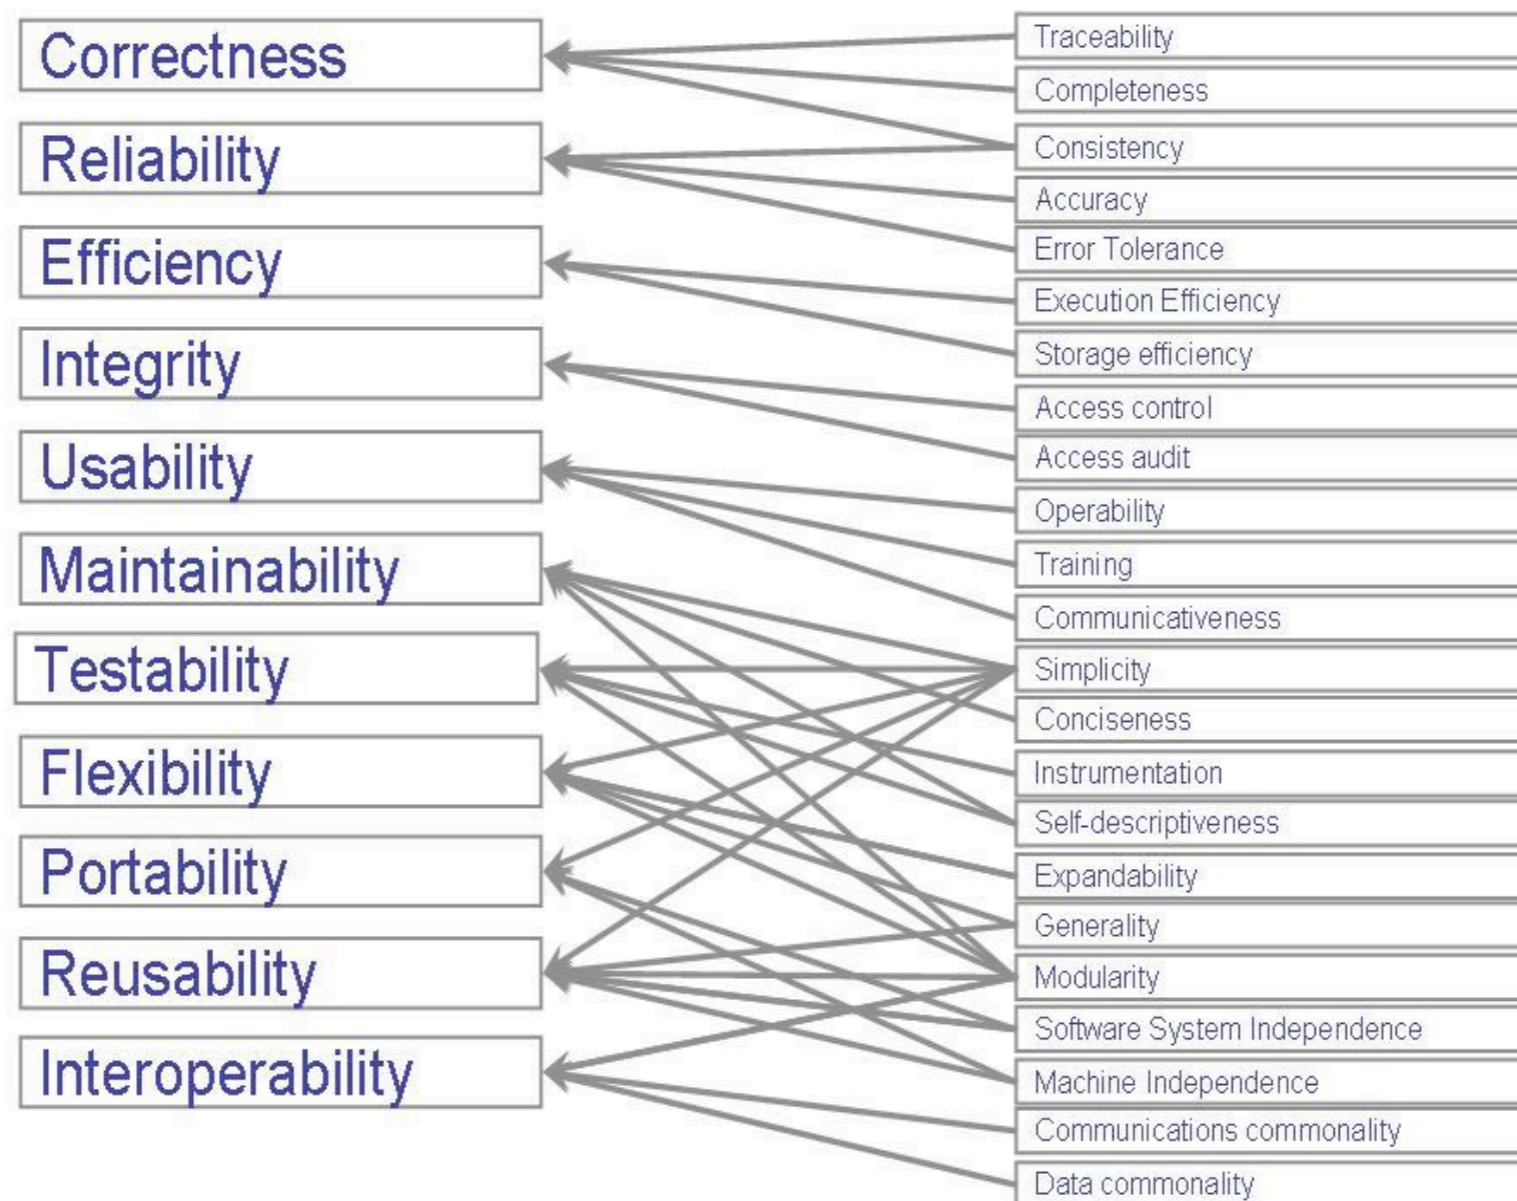 Correctness
Reliability
Efficiency
Integrity
Usability
Maintainability
Testability
Flexibility
Portability
Reusability
Interoperability
Traceability
Completeness
Consistency
Accuracy
Error Tolerance
Execution Efficiency
Storage efficiency
Access control
Access audit
Operability
Training
Communicativeness
Simplicity
Conciseness
Instrumentation
Self-descriptiveness
Expandability
Generality
Modularity
Software System Independence
Machine Independence
Communications commonality
Data commonality